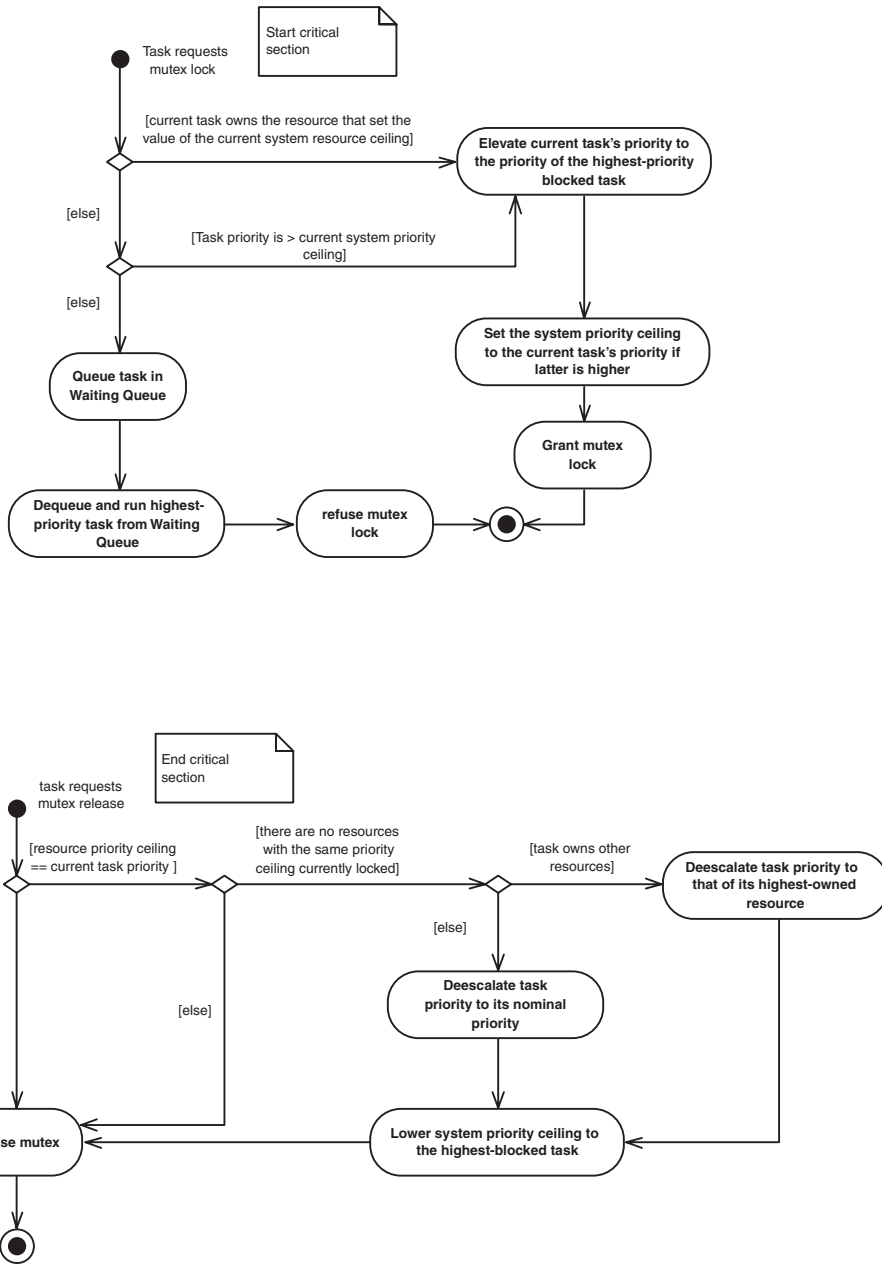 Start critical
section
Task requests
mutex lock
[current task owns the resource that set the
value of the current system resource ceiling]
Elevate current task's priority to
the priority of the highest-priority
blocked task
[else]
[Task priority is > current system priority
ceiling]
[else]
Set the system priority ceiling
to the current task's priority if
latter is higher
Queue task in
Waiting Queue
Grant mutex
lock
Dequeue and run highest-
priority task from Waiting
Queue
refuse mutex
lock
End critical
section
task requests
mutex release
[resource priority ceiling
== current task priority ]
[there are no resources
with the same priority
ceiling currently locked]
[task owns other
resources]
Deescalate task priority to
that of its highest-owned
resource
[else]
[else]
Deescalate task
priority to its nominal
priority
se mutex
Lower system priority ceiling to
the highest-blocked task